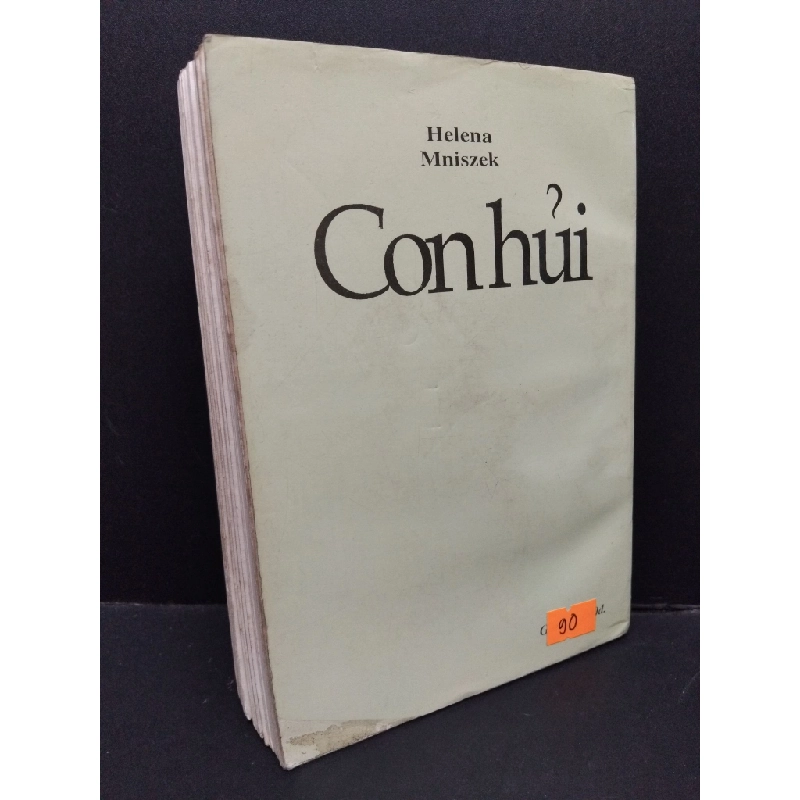 Helena
Mniszek
Con hủi
90